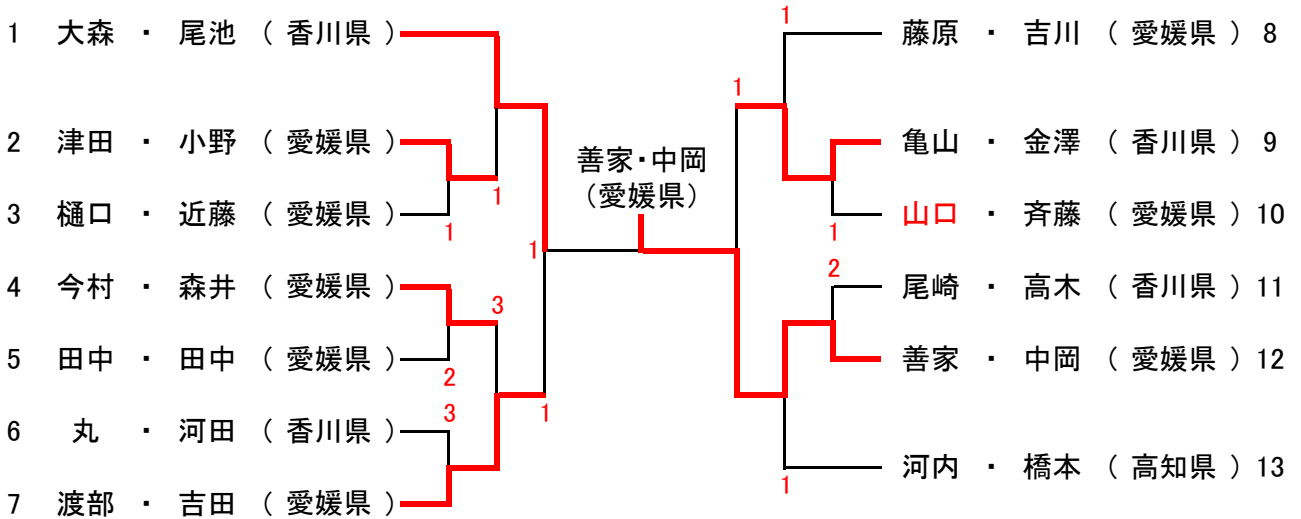 1 大森 ・ 尾池 （ 香川県 ）
2 津田 ・ 小野 （ 愛媛県 ）
3 樋口 ・ 近藤 （ 愛媛県 ）
4 今村 ・ 森井 （ 愛媛県 ）
5 田中 ・ 田中 （ 愛媛県 ）
6 丸 ・ 河田 （ 香川県 ）
7 渡部 ・ 吉田 （ 愛媛県 ）
1
1
2
3
3
1
1
善家・中岡
（愛媛県）
1
1
1
2
1
藤原 ・ 吉川 （ 愛媛県 ） 8
亀山 ・ 金澤 （ 香川県 ） 9
山口 ・ 斉藤 （ 愛媛県 ） 10
尾崎 ・ 高木 （ 香川県 ） 11
善家 ・ 中岡 （ 愛媛県 ） 12
河内 ・ 橋本 （ 高知県 ） 13